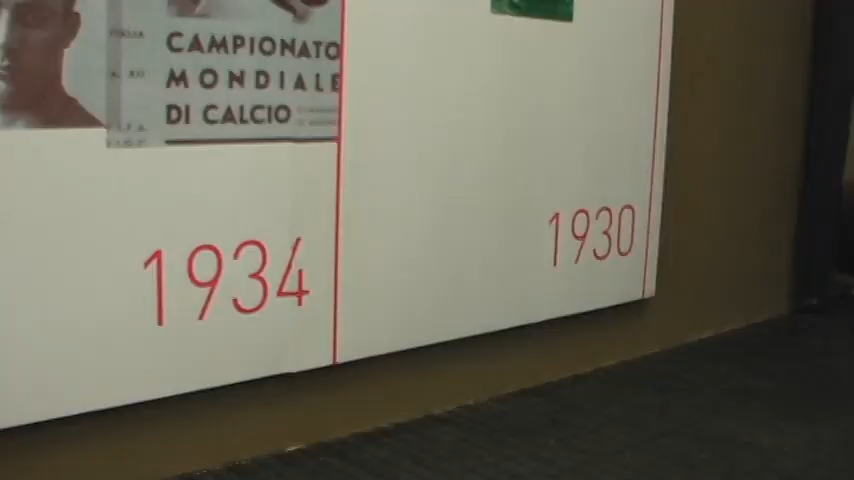 CAMPIONATO
MONDIALE
DI CALCIO
1934
1930